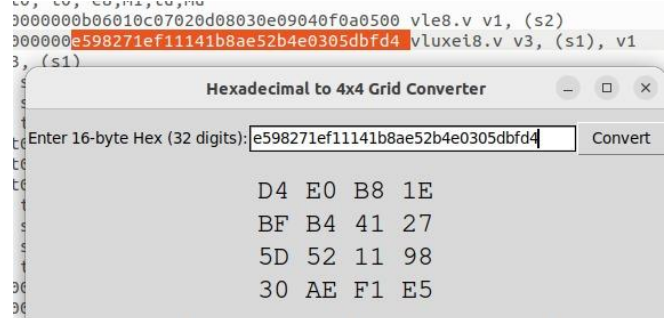 0000000b06010c07020d08030e09040f0a0500 vle8.v v1, (s2)
000000e598271ef11141b8ae52b4e0305dbfd4 vluxei8.v v3, (s1), v1
3, (s1)
Hexadecimal to 4x4 Grid Converter
Enter 16-byte Hex (32 digits): e598271ef11141b8ae52b4e0305dbfd4 Convert
D4 E0 B8 1E
BF B4 41 27
5D 52 11 98
30 AE F1 E5